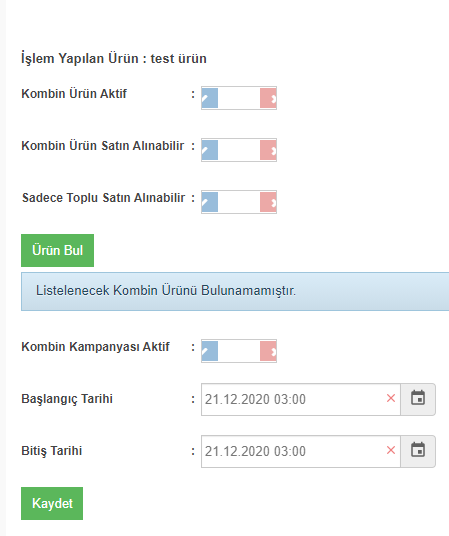 İşlem Yapılan Ürün : test ürün
Kombin Ürün Aktif :
Kombin Ürün Satın Alınabilir :
Sadece Toplu Satın Alınabilir :
Ürün Bul
Listelenecek Kombin Ürünü Bulunamamıştır.
Kombin Kampanyası Aktif :
Başlangıç Tarihi : 21.12.2020 03:00
Bitiş Tarihi : 21.12.2020 03:00
Kaydet